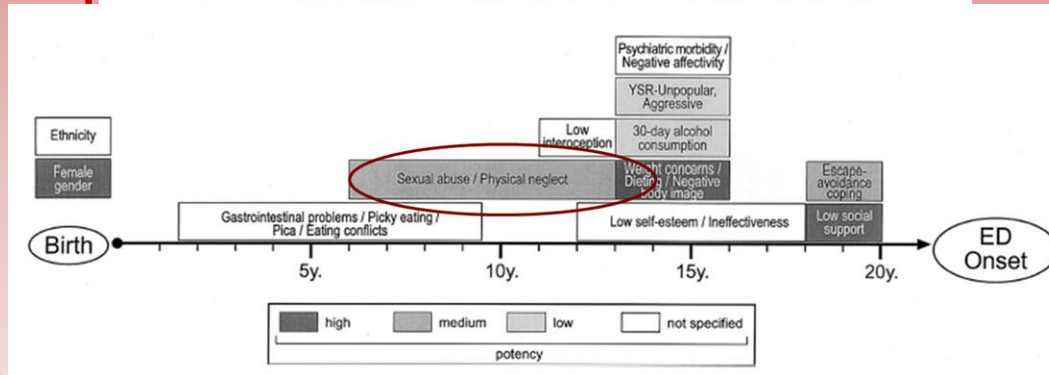 Psychiatric morbidity /
Negative affectivity
YSR-Unpopular,
Aggressive
Ethnicity
Low
interoception
30-day alcohol
consumption
Female
gender
Sexual abuse / Physical neglect
Weight concerns /
Dieting / Negative
body image
Escape-
avoidance
coping
Gastrointestinal problems / Picky eating /
Pica / Eating conflicts
Low self-esteem / Ineffectiveness
Low social
support
Birth
ED
Onset
5y.
10y.
15y.
20y.
high
medium
low
not specified
potency